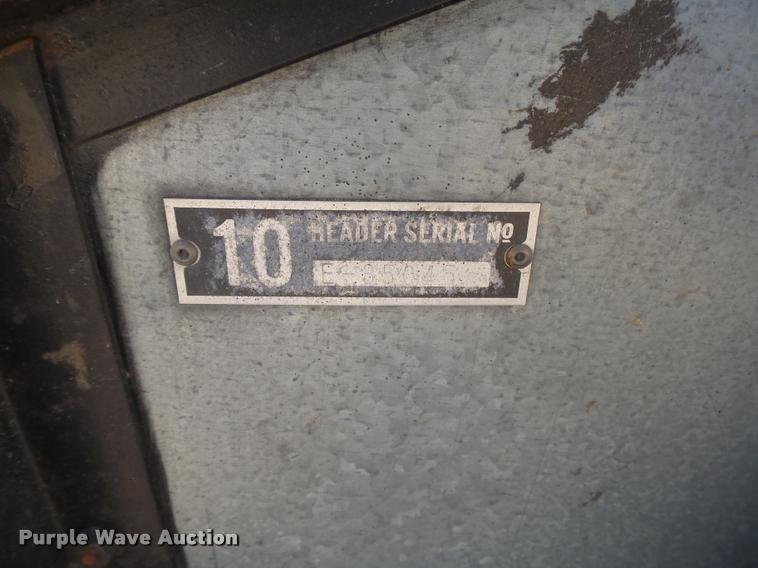 10 HEADER SERIAL NO
Purple Wave Auction